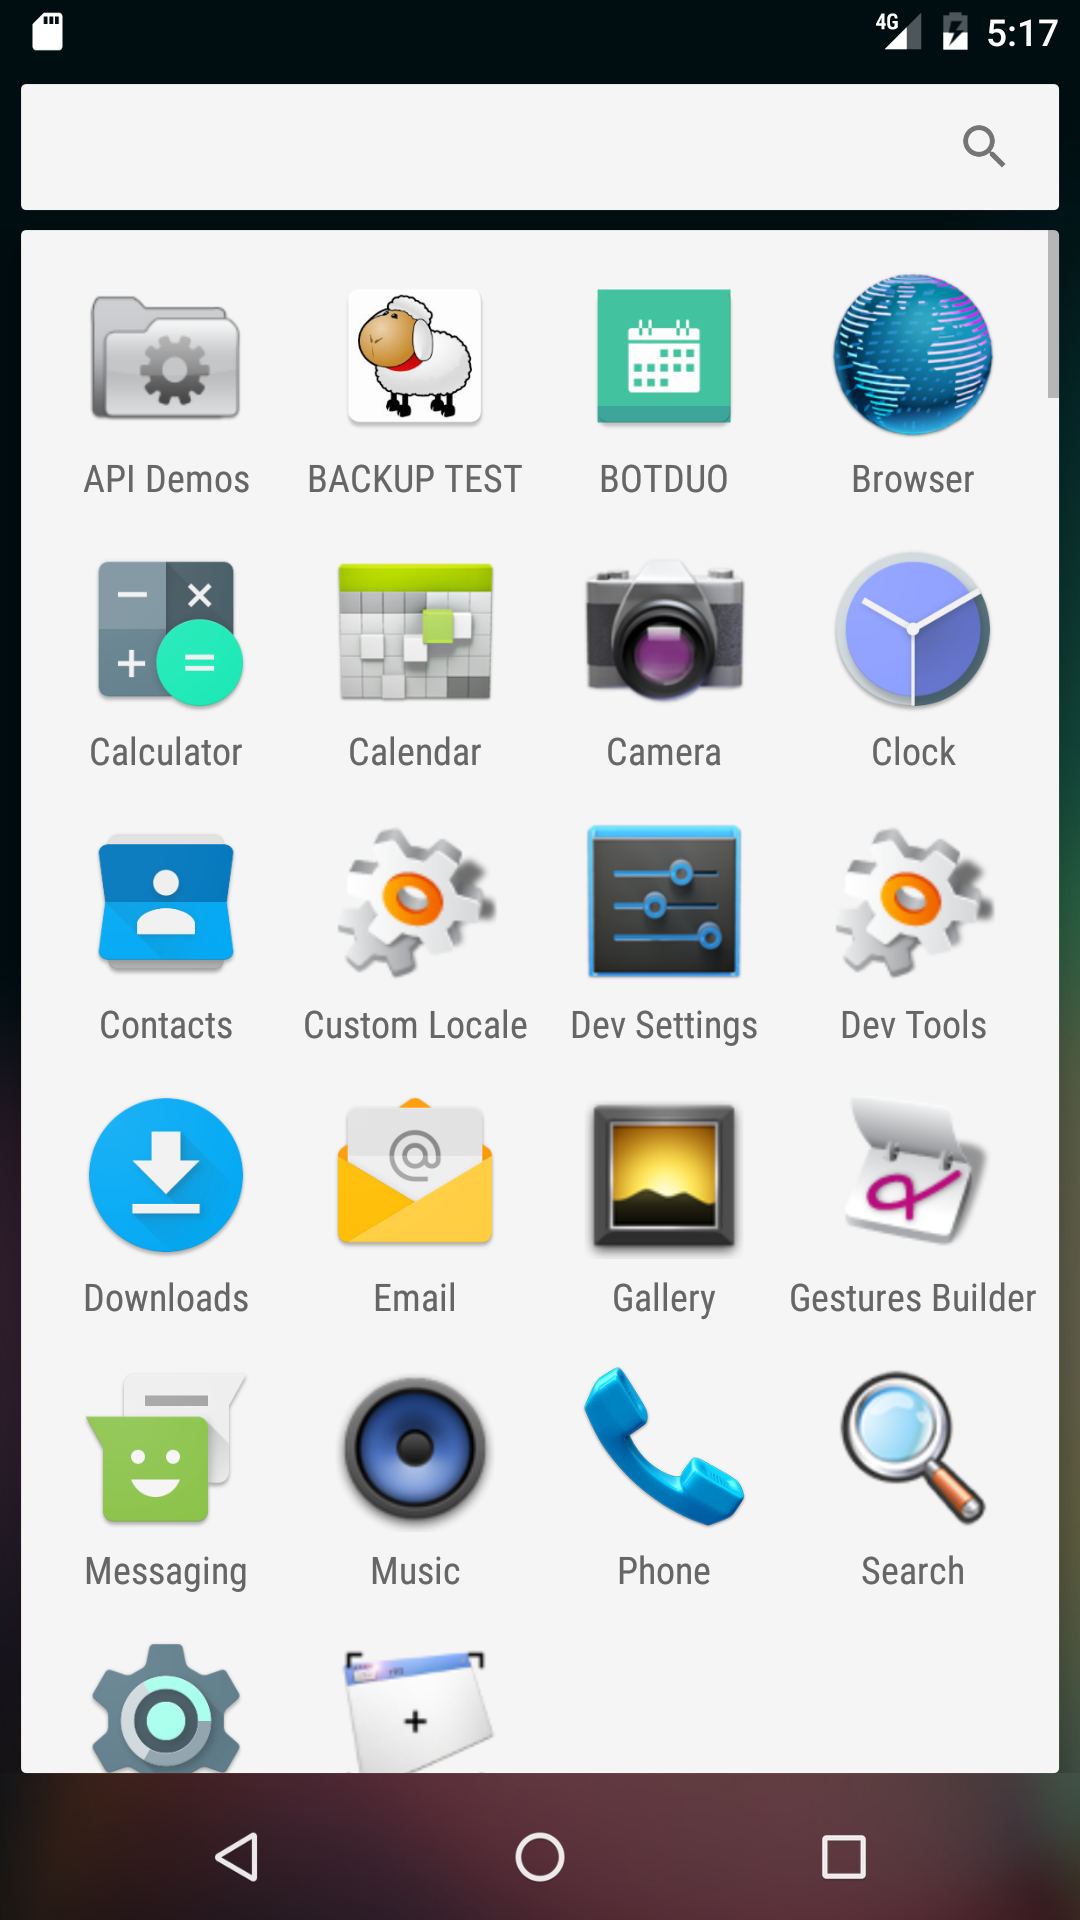 4G 5:17
API Demos BACKUP TEST BOTDUO Browser
Calculator Calendar Camera Clock
Contacts Custom Locale Dev Settings Dev Tools
Downloads Email Gallery Gestures Builder
Messaging Music Phone Search